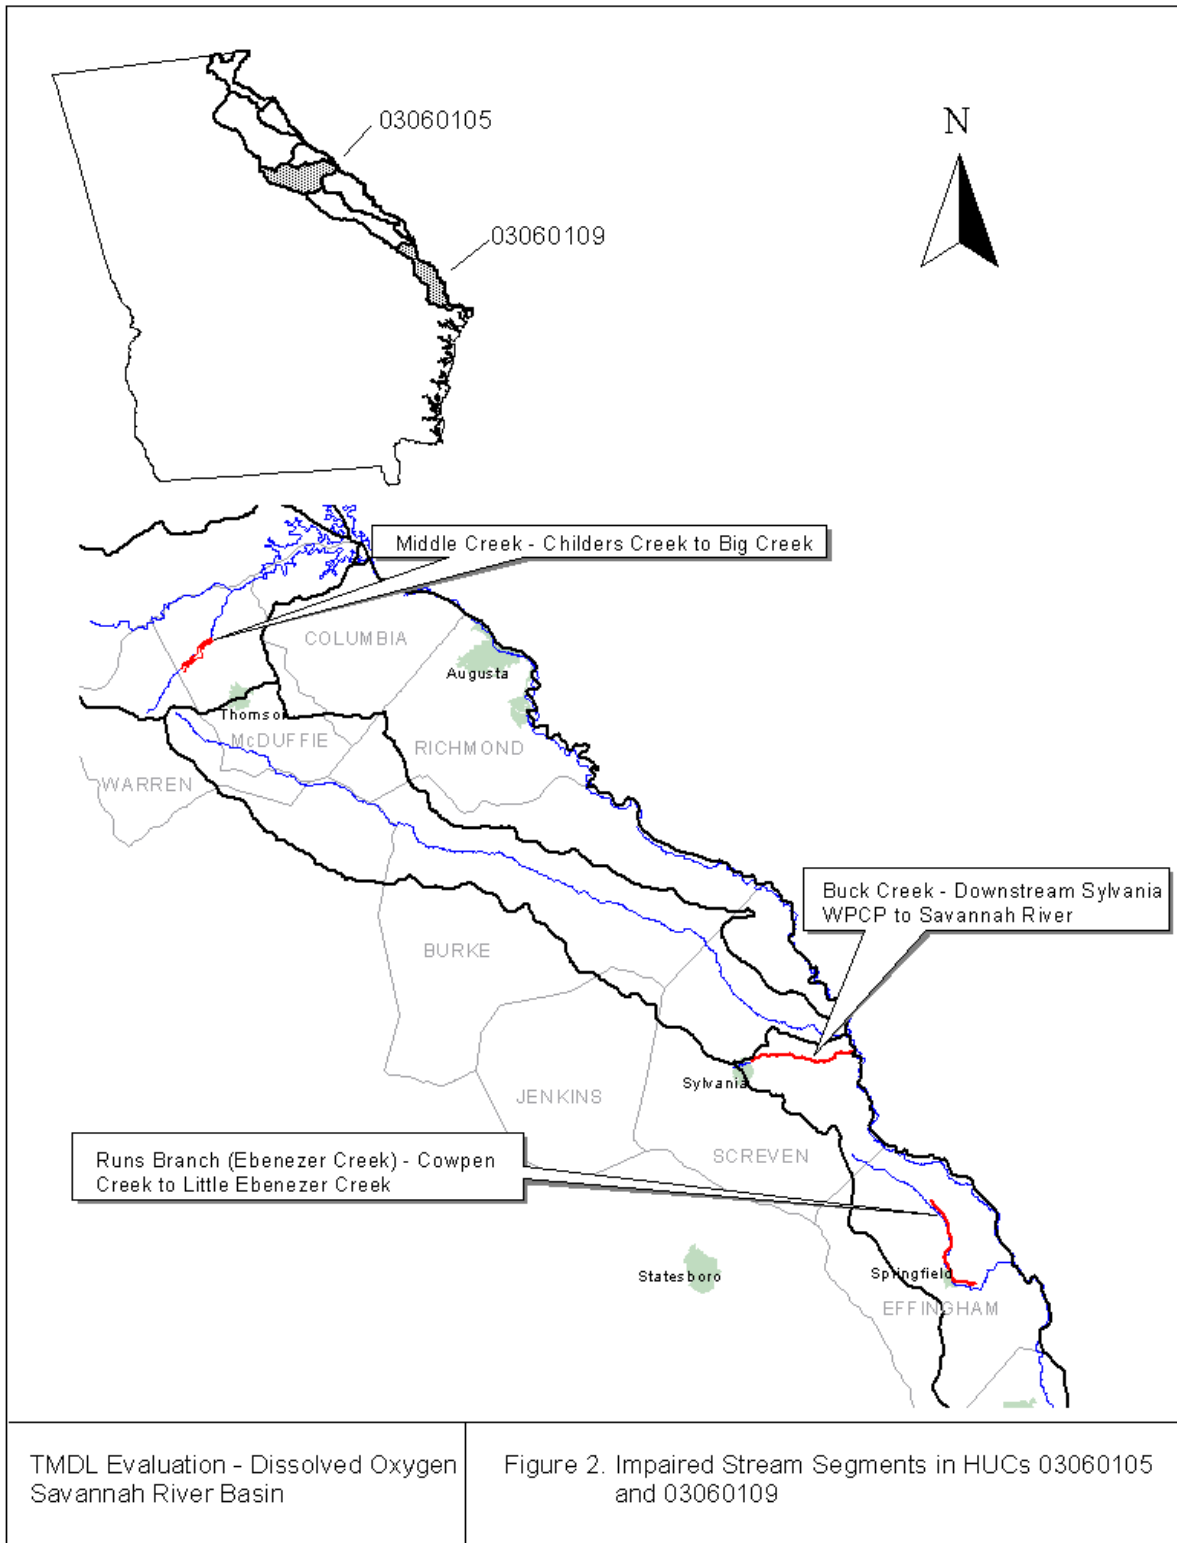 03060105
N
03060109
Middle Creek - Childers Creek to Big Creek
COLUMBIA
Augusta
Thomson
McDUFFIE
RICHMOND
WARREN
Buck Creek - Downstream Sylvania
WPCP to Savannah River
BURKE
Sylvania
JENKINS
Runs Branch (Ebenezer Creek) - Cowpen
Creek to Little Ebenezer Creek
SCREVEN
Statesboro
Springfield
EFFINGHAM
TMDL Evaluation - Dissolved Oxygen
Savannah River Basin
Figure 2. Impaired Stream Segments in HUCs 03060105
and 03060109